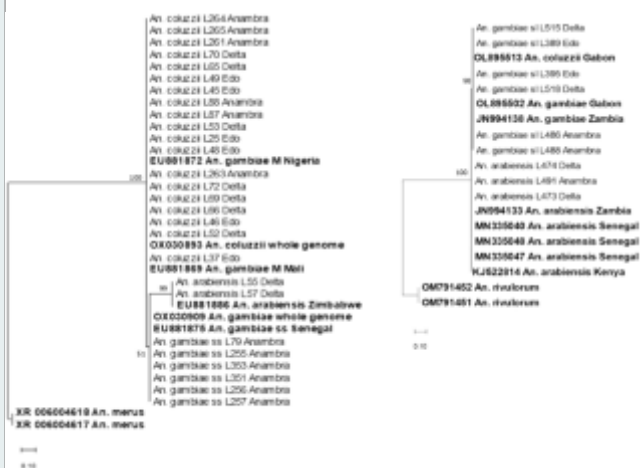 An. coluzzii L264 Anambra
An. coluzzii L265 Anambra
An. coluzzii L261 Anambra
An. coluzzii L70 Delta
An. coluzzii L65 Delta
An. coluzzii L49 Edo
An. coluzzii L45 Edo
An. coluzzii L88 Anambra
An. coluzzii L87 Anambra
An. coluzzii L53 Delta
An. coluzzii L25 Edo
An. coluzzii L48 Edo
EU881872 An. gambiae M Nigeria
An. coluzzii L263 Anambra
An. coluzzii L72 Delta
An. coluzzii L69 Delta
An. coluzzii L66 Delta
An. coluzzii L46 Edo
An. coluzzii L52 Delta
OX030893 An. coluzzii whole genome
An. coluzzii L37 Edo
EU881869 An. gambiae M Mali
An. arabiensis L55 Delta
An. arabiensis L57 Delta
EU881886 An. arabiensis Zimbabwe
OX030909 An. gambiae whole genome
EU881875 An. gambiae ss Senegal
An. gambiae ss L79 Anambra
An. gambiae ss L255 Anambra
An. gambiae ss L353 Anambra
An. gambiae ss L351 Anambra
An. gambiae ss L256 Anambra
An. gambiae ss L257 Anambra
XR 006004618 An. merus
XR 006004617 An. merus
100
99
51
0.10
An. gambiae sl L515 Delta
An. gambiae sl L389 Edo
OL895513 An. coluzzii Gabon
An. gambiae sl L395 Edo
An. gambiae sl L518 Delta
OL895502 An. gambiae Gabon
JN994136 An. gambiae Zambia
An. gambiae sl L486 Anambra
An. gambiae sl L488 Anambra
An. arabiensis L474 Delta
An. arabiensis L491 Anambra
An. arabiensis L473 Delta
JN994133 An. arabiensis Zambia
MN335040 An. arabiensis Senegal
MN335048 An. arabiensis Senegal
MN335047 An. arabiensis Senegal
KJ522814 An. arabiensis Kenya
OM791452 An. rivulorum
OM791451 An. rivulorum
100
0.10